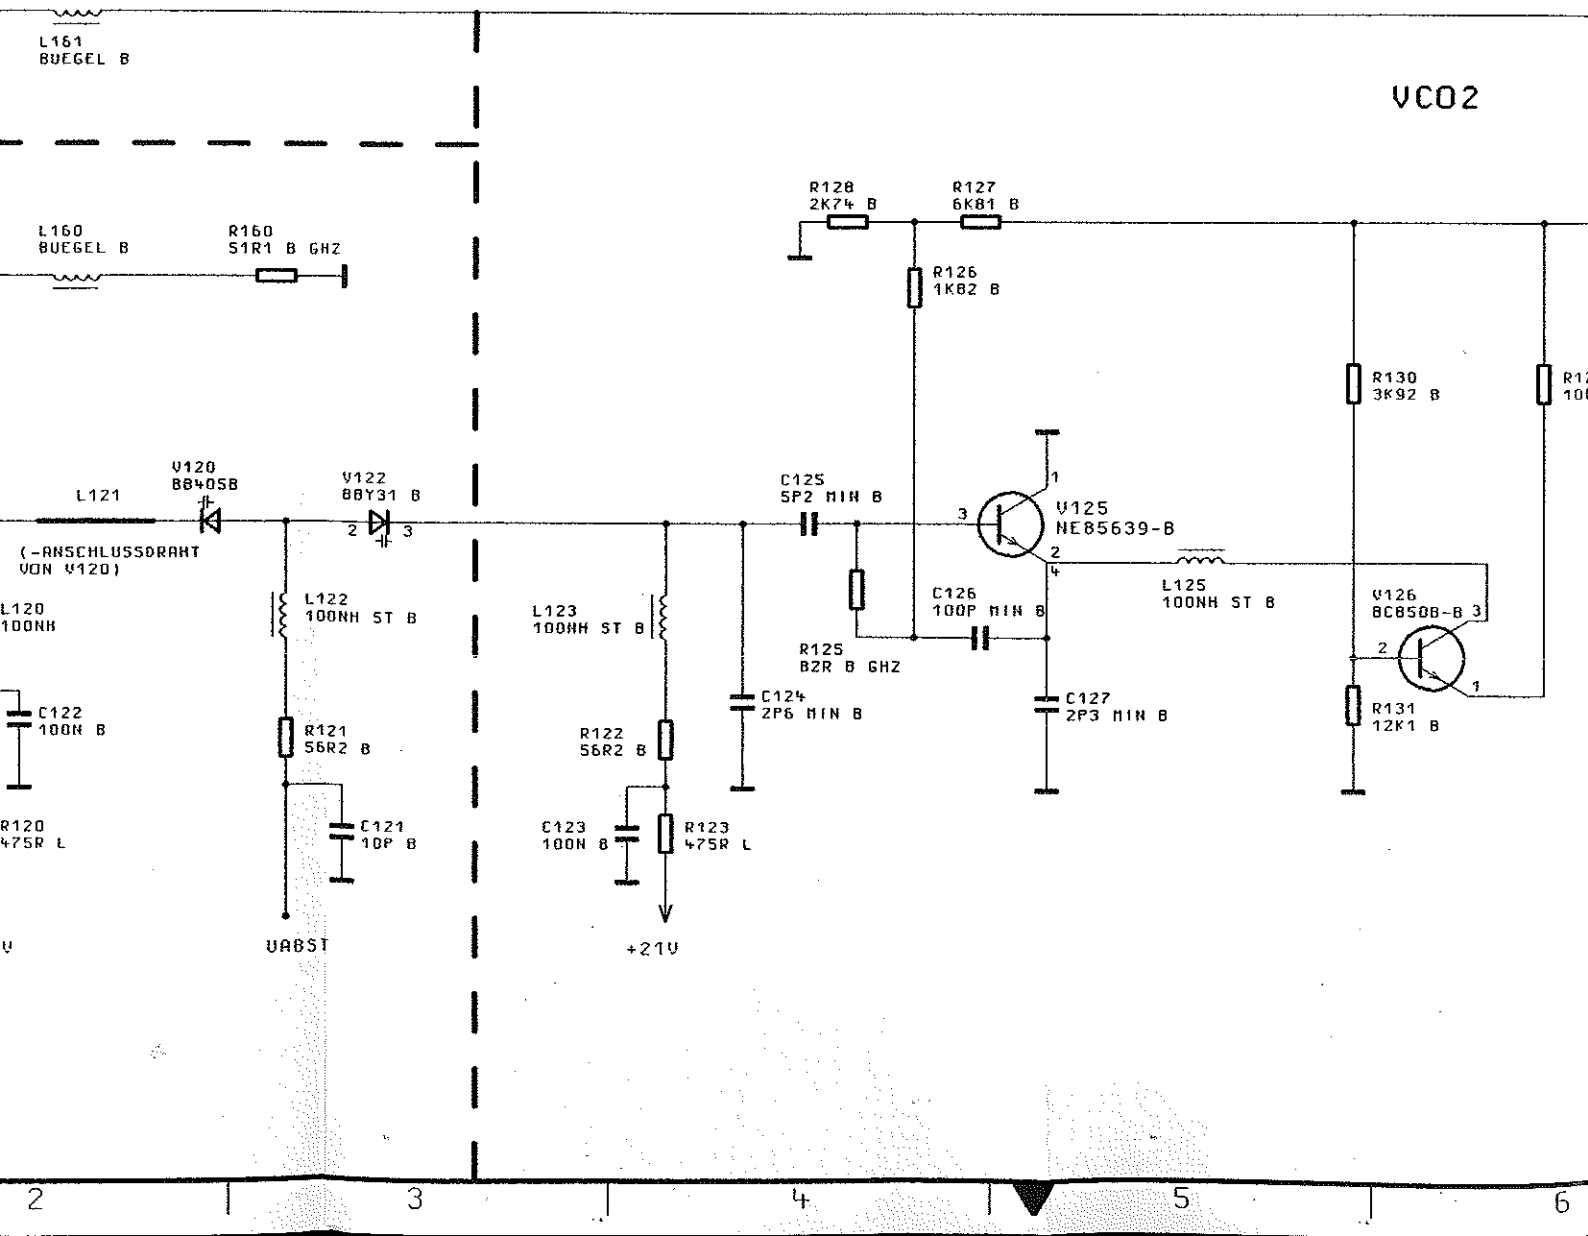 L161
BUEGEL B
VCO2
R128
2K74 B
R127
6K81 B
L160
BUEGEL B
R160
51R1 B GHZ
R126
1K82 B
R130
3K92 B
R12
10
V120
BB405B
V122
BBY31 B
L121
2
3
C125
5P2 MIN B
3
1
V125
NE85639-B
2
4
(-ANSCHLUSSDRAHT
VON V120)
L120
100NH
L122
100NH ST B
L123
100NH ST B
C126
100P MIN B
L125
100NH ST B
V126
BC850B-B
3
2
1
R125
82R B GHZ
C122
100N B
R121
56R2 B
R122
56R2 B
C124
2P6 MIN B
C127
2P3 MIN B
R131
12K1 B
R120
475R L
C121
10P B
C123
100N B
R123
475R L
V
UABST
+21V
2
3
4
5
6